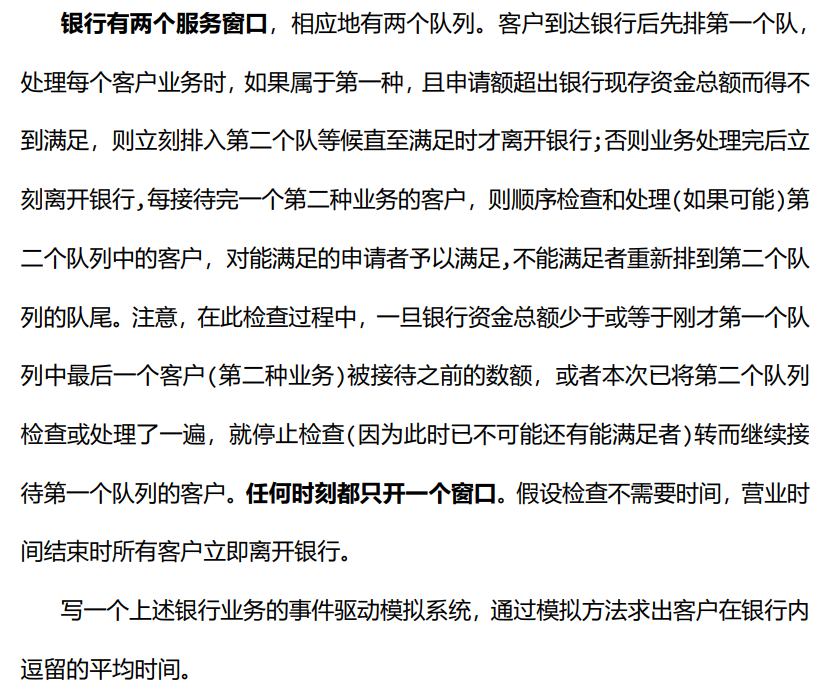 银行有两个服务窗口，相应地有两个队列。客户到达银行后先排第一个队，
处理每个客户业务时，如果属于第一种，且申请额超出银行现存资金总额而得不
到满足，则立刻排入第二个队等候直至满足时才离开银行;否则业务处理完后立
刻离开银行,每接待完一个第二种业务的客户，则顺序检查和处理(如果可能)第
二个队列中的客户，对能满足的申请者予以满足,不能满足者重新排到第二个队
列的队尾。注意，在此检查过程中，一旦银行资金总额少于或等于刚才第一个队
列中最后一个客户(第二种业务)被接待之前的数额，或者本次已将第二个队列
检查或处理了一遍，就停止检查(因为此时已不可能还有能满足者)转而继续接
待第一个队列的客户。任何时刻都只开一个窗口。假设检查不需要时间，营业时
间结束时所有客户立即离开银行。
写一个上述银行业务的事件驱动模拟系统，通过模拟方法求出客户在银行内
逗留的平均时间。